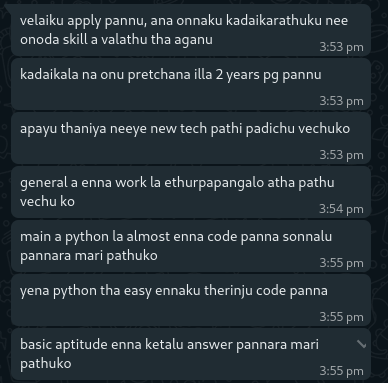 velaiku apply pannu, ana onnaku kadaikarathuku nee
onoda skill a valathu tha aganu
3:53 pm
kadaikala na onu pretchana illa 2 years pg pannu
3:53 pm
apayu thaniya neeye new tech pathi padichu vechuko
3:53 pm
general a enna work la ethurpapangalo atha pathu
vechu ko
3:54 pm
main a python la almost enna code panna sonnalu
pannara mari pathuko
3:55 pm
yena python tha easy ennaku therinju code panna
3:55 pm
basic aptitude enna ketalu answer pannara mari
pathuko
3:55 pm